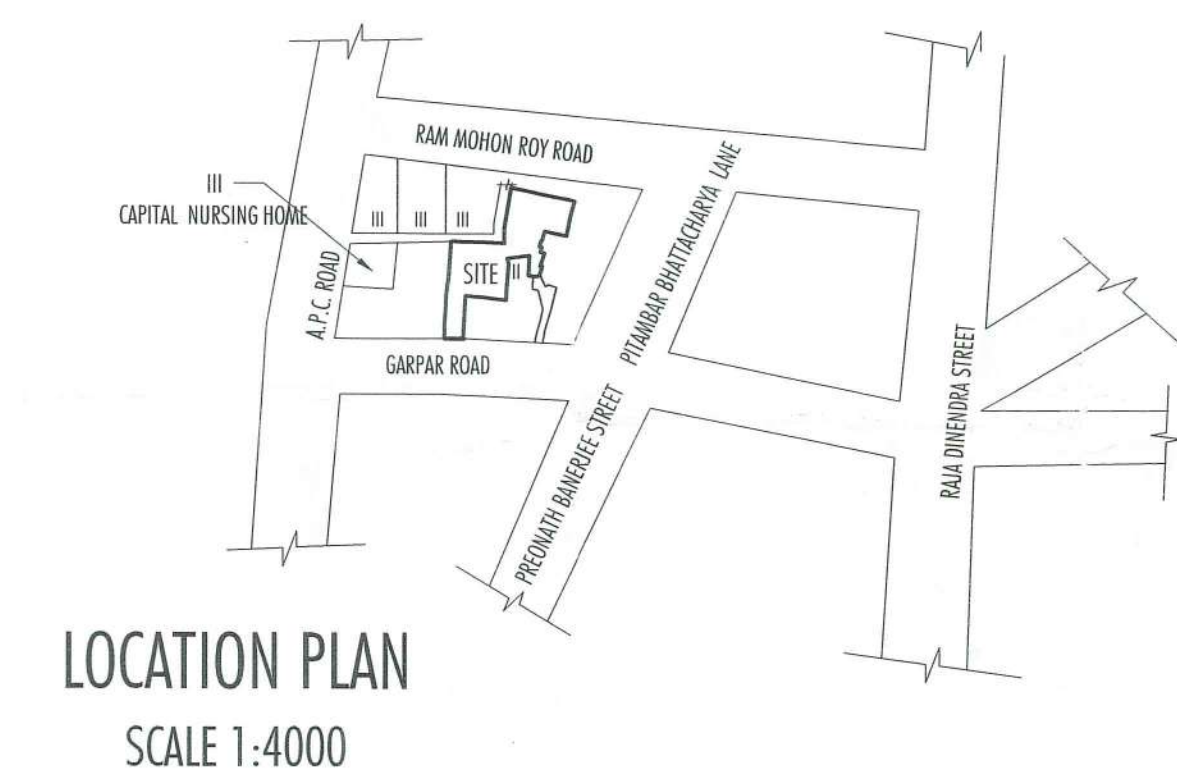 RAM MOHON ROY ROAD
III
CAPITAL NURSING HOME
III
III
III
SITE
II
A.P.C. ROAD
GARPAR ROAD
PITAMBAR BHATTACHARYA LANE
PREONATH BANERJEE STREET
RAJA DINENDRA STREET
LOCATION PLAN
SCALE 1:4000